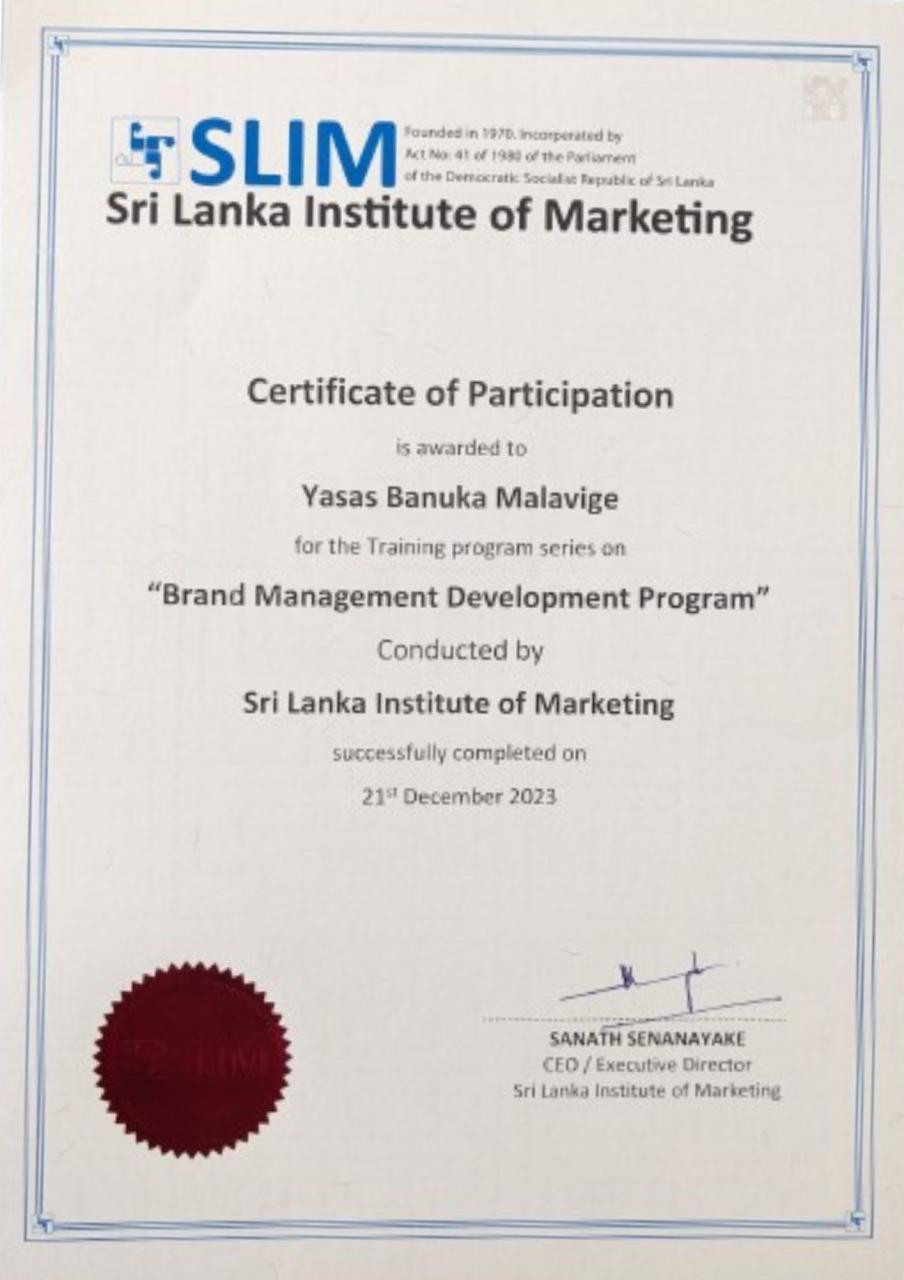 SLIM
Founded in 1970. Incorporated by
Act No: 41 of 1980 of the Parliament
of the Democratic Socialist Republic of Sri Lanka
Sri Lanka Institute of Marketing
Certificate of Participation
is awarded to
Yasas Banuka Malavige
for the Training program series on
“Brand Management Development Program”
Conducted by
Sri Lanka Institute of Marketing
successfully completed on
21st December 2023
SLIM
SANATH SENANAYAKE
CEO / Executive Director
Sri Lanka Institute of Marketing